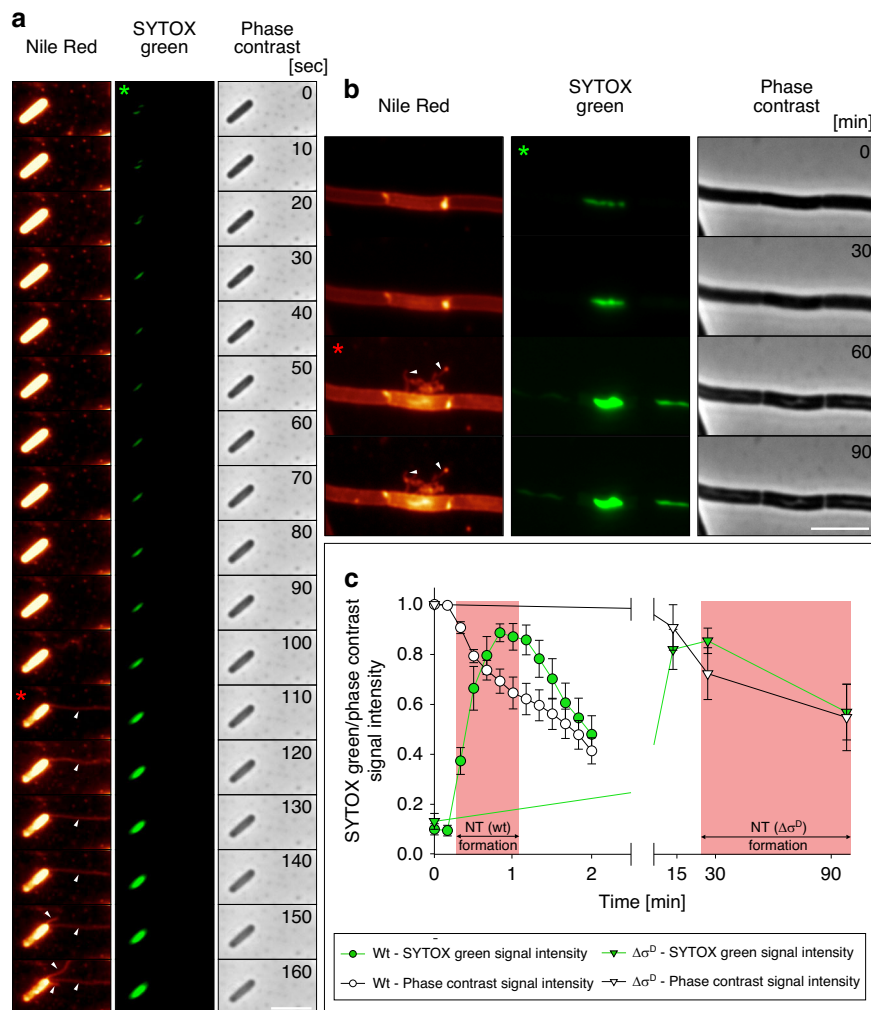 a
Nile Red
SYTOX
green
Phase
contrast
[sec]
*
0
10
20
30
40
50
60
70
80
90
100
*
110
120
130
140
150
160
b
Nile Red
SYTOX
green
Phase
contrast
[min]
*
0
30
*
60
90
c
SYTOX green/phase contrast
signal intensity
1.0
0.8
0.6
0.4
0.2
0.0
NT (wt)
formation
NT (Δσᴰ)
formation
0
1
2
15
30
90
Time [min]
Wt - SYTOX green signal intensity
Δσᴰ - SYTOX green signal intensity
Wt - Phase contrast signal intensity
Δσᴰ - Phase contrast signal intensity